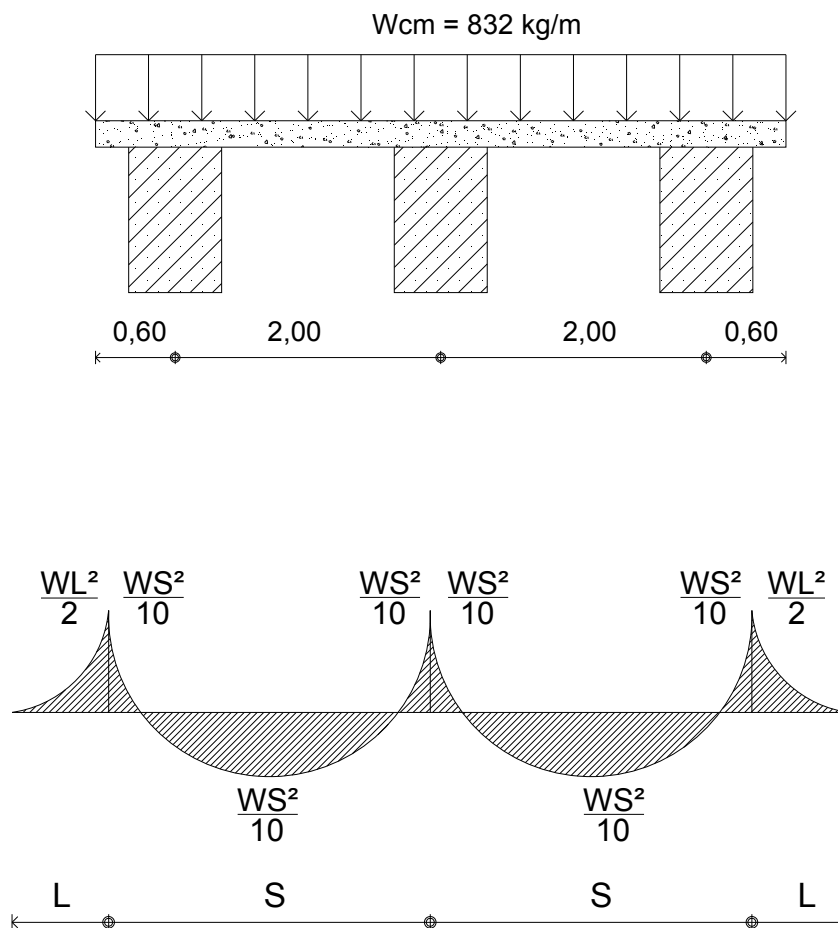 Wcm = 832 kg/m
0,60 2,00 2,00 0,60
WL² WS² WS² WS² WS² WL²
2 10 10 10 10 2
WS² WS²
10 10
L S S L